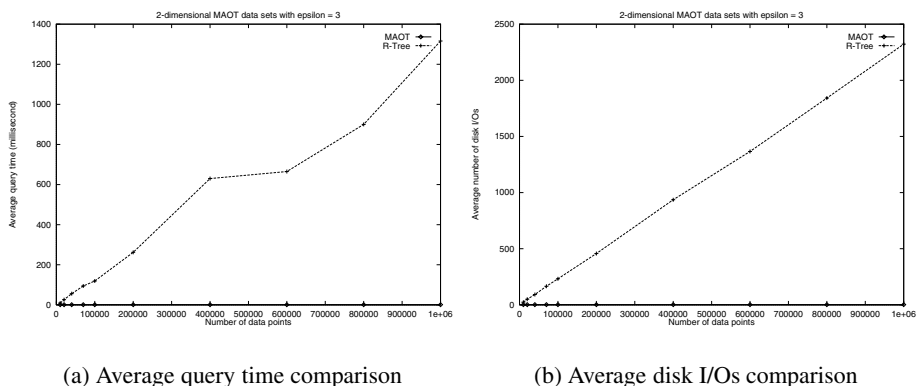 2-dimensional MAOT data sets with epsilon = 3
MAOT
R-Tree
Average query time (millisecond)
1400
1200
1000
800
600
400
200
0
0 100000 200000 300000 400000 500000 600000 700000 800000 900000 1e+06
Number of data points
(a) Average query time comparison
2-dimensional MAOT data sets with epsilon = 3
MAOT
R-Tree
Average number of disk I/Os
2500
2000
1500
1000
500
0
0 100000 200000 300000 400000 500000 600000 700000 800000 900000 1e+06
Number of data points
(b) Average disk I/Os comparison